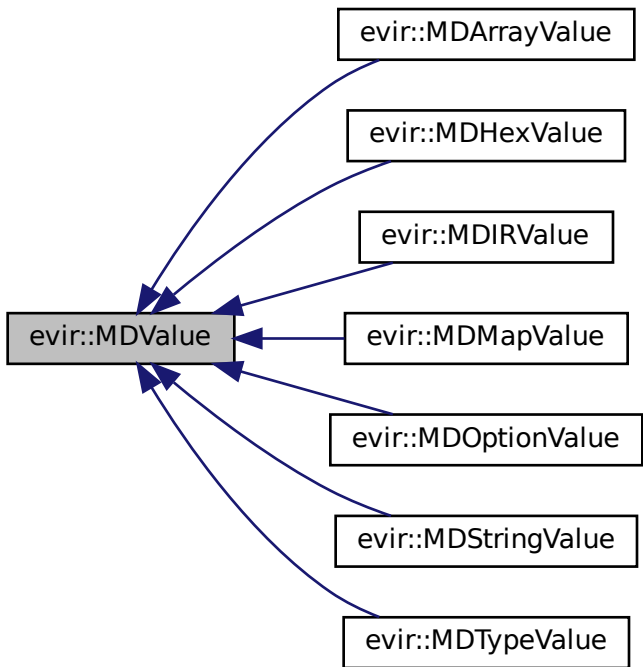 evir::MDArrayValue
evir::MDHexValue
evir::MDIRValue
evir::MDValue
evir::MDMapValue
evir::MDOptionValue
evir::MDStringValue
evir::MDTypeValue